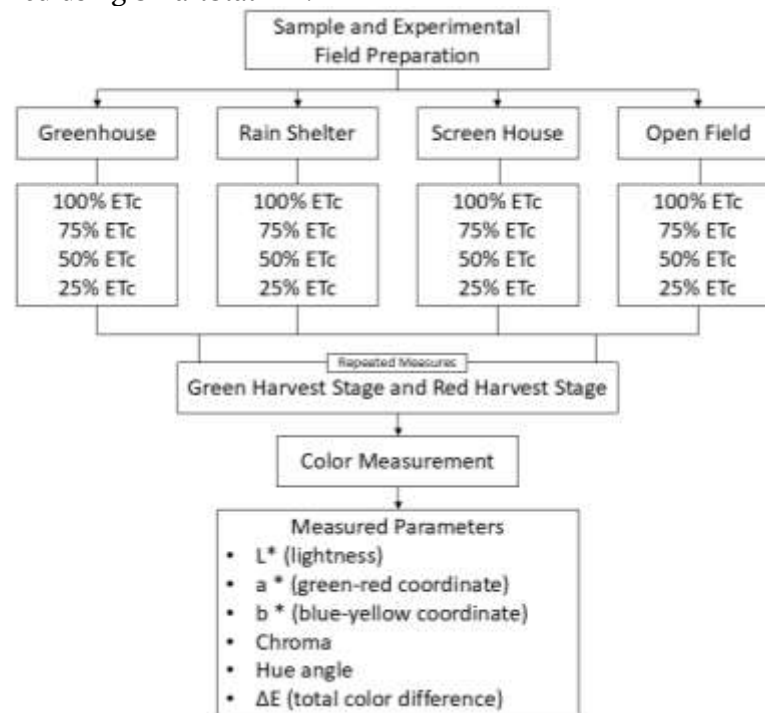 Sample and Experimental
Field Preparation
Greenhouse
Rain Shelter
Screen House
Open Field
100% ETc
75% ETc
50% ETc
25% ETc
100% ETc
75% ETc
50% ETc
25% ETc
100% ETc
75% ETc
50% ETc
25% ETc
100% ETc
75% ETc
50% ETc
25% ETc
Repeated Measures
Green Harvest Stage and Red Harvest Stage
Color Measurement
Measured Parameters
• L* (lightness)
• a * (green-red coordinate)
• b * (blue-yellow coordinate)
• Chroma
• Hue angle
• ΔE (total color difference)